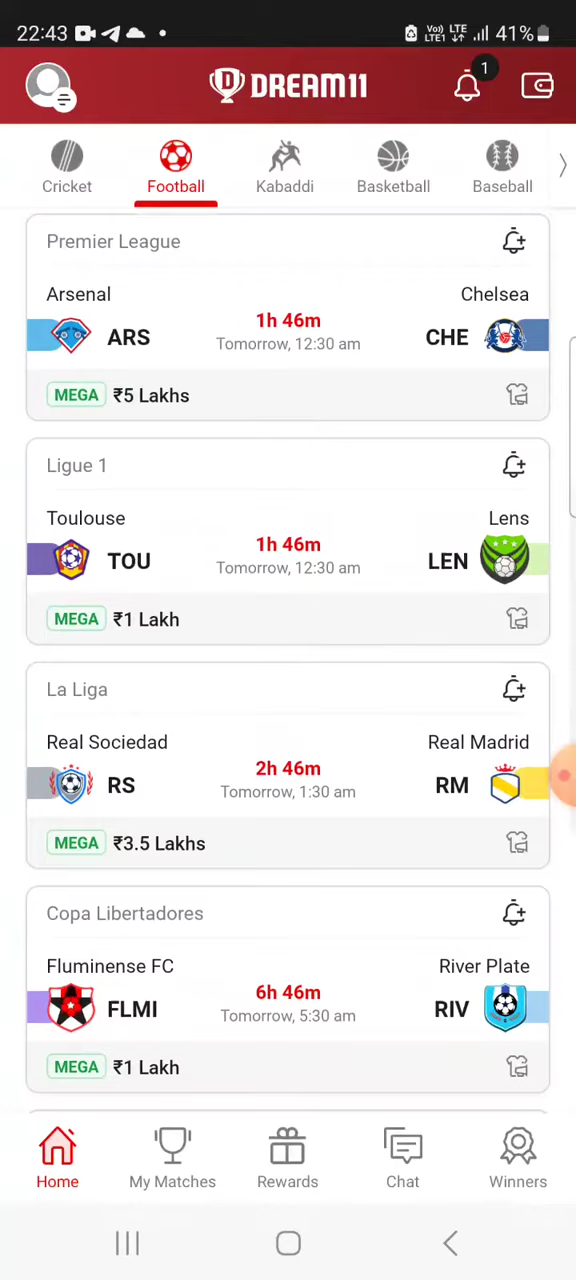 22:43
Vo)) LTE
LTE1
41%
DREAM11
1
Cricket
Football
Kabaddi
Basketball
Baseball
Premier League
Arsenal
Chelsea
ARS
1h 46m
CHE
Tomorrow, 12:30 am
MEGA ₹5 Lakhs
Ligue 1
Toulouse
Lens
TOU
1h 46m
LEN
Tomorrow, 12:30 am
MEGA ₹1 Lakh
La Liga
Real Sociedad
Real Madrid
RS
2h 46m
RM
Tomorrow, 1:30 am
MEGA ₹3.5 Lakhs
Copa Libertadores
Fluminense FC
River Plate
FLMI
6h 46m
RIV
Tomorrow, 5:30 am
MEGA ₹1 Lakh
Home
My Matches
Rewards
Chat
Winners